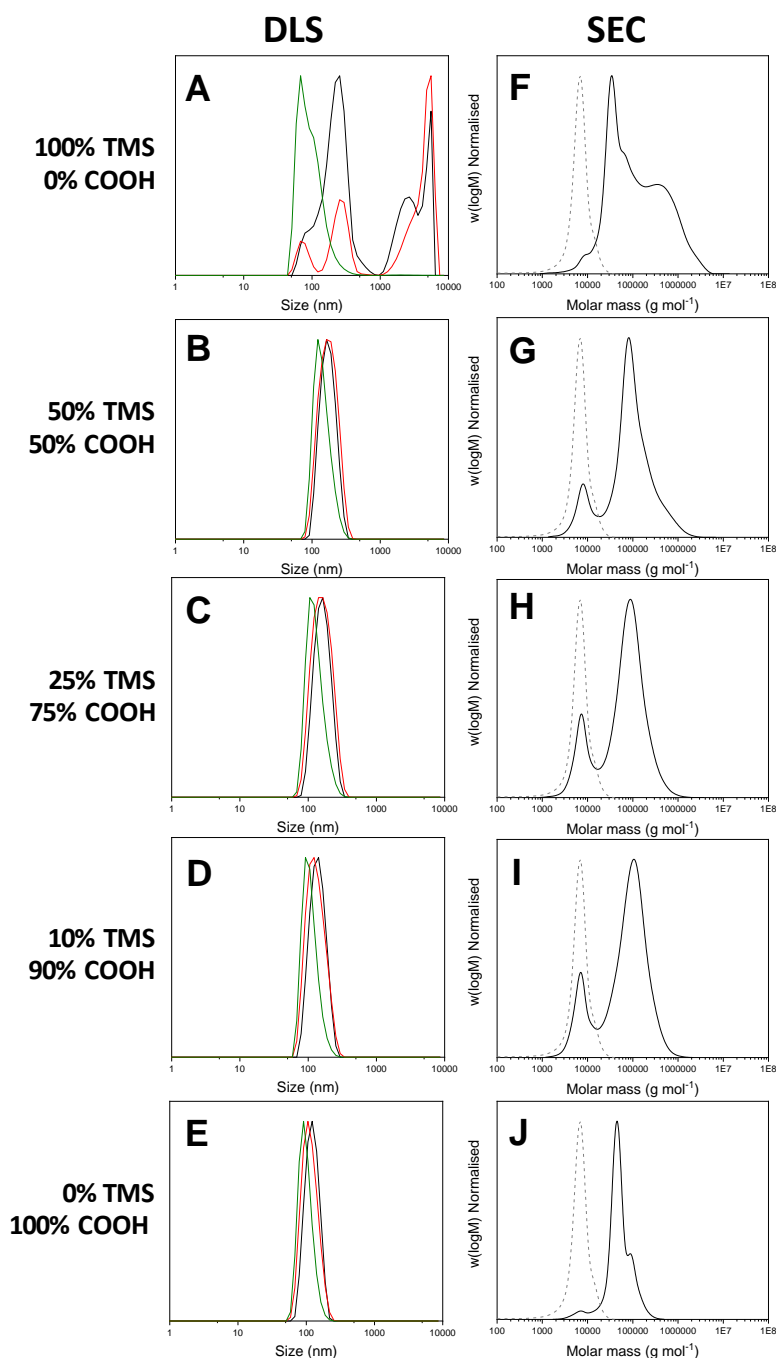 DLS
SEC
100% TMS
0% COOH
A
1
10
100
1000
10000
Size (nm)
w(logM) Normalised
F
100
1000
10000
100000
1000000
1E7
1E8
Molar mass (g mol-1)
50% TMS
50% COOH
B
1
10
100
1000
10000
Size (nm)
w(logM) Normalised
G
100
1000
10000
100000
1000000
1E7
1E8
Molar mass (g mol-1)
25% TMS
75% COOH
C
1
10
100
1000
10000
Size (nm)
w(logM) Normalised
H
100
1000
10000
100000
1000000
1E7
1E8
Molar mass (g mol-1)
10% TMS
90% COOH
D
1
10
100
1000
10000
Size (nm)
w(logM) Normalised
I
100
1000
10000
100000
1000000
1E7
1E8
Molar mass (g mol-1)
0% TMS
100% COOH
E
1
10
100
1000
10000
Size (nm)
w(logM) Normalised
J
100
1000
10000
100000
1000000
1E7
1E8
Molar mass (g mol-1)